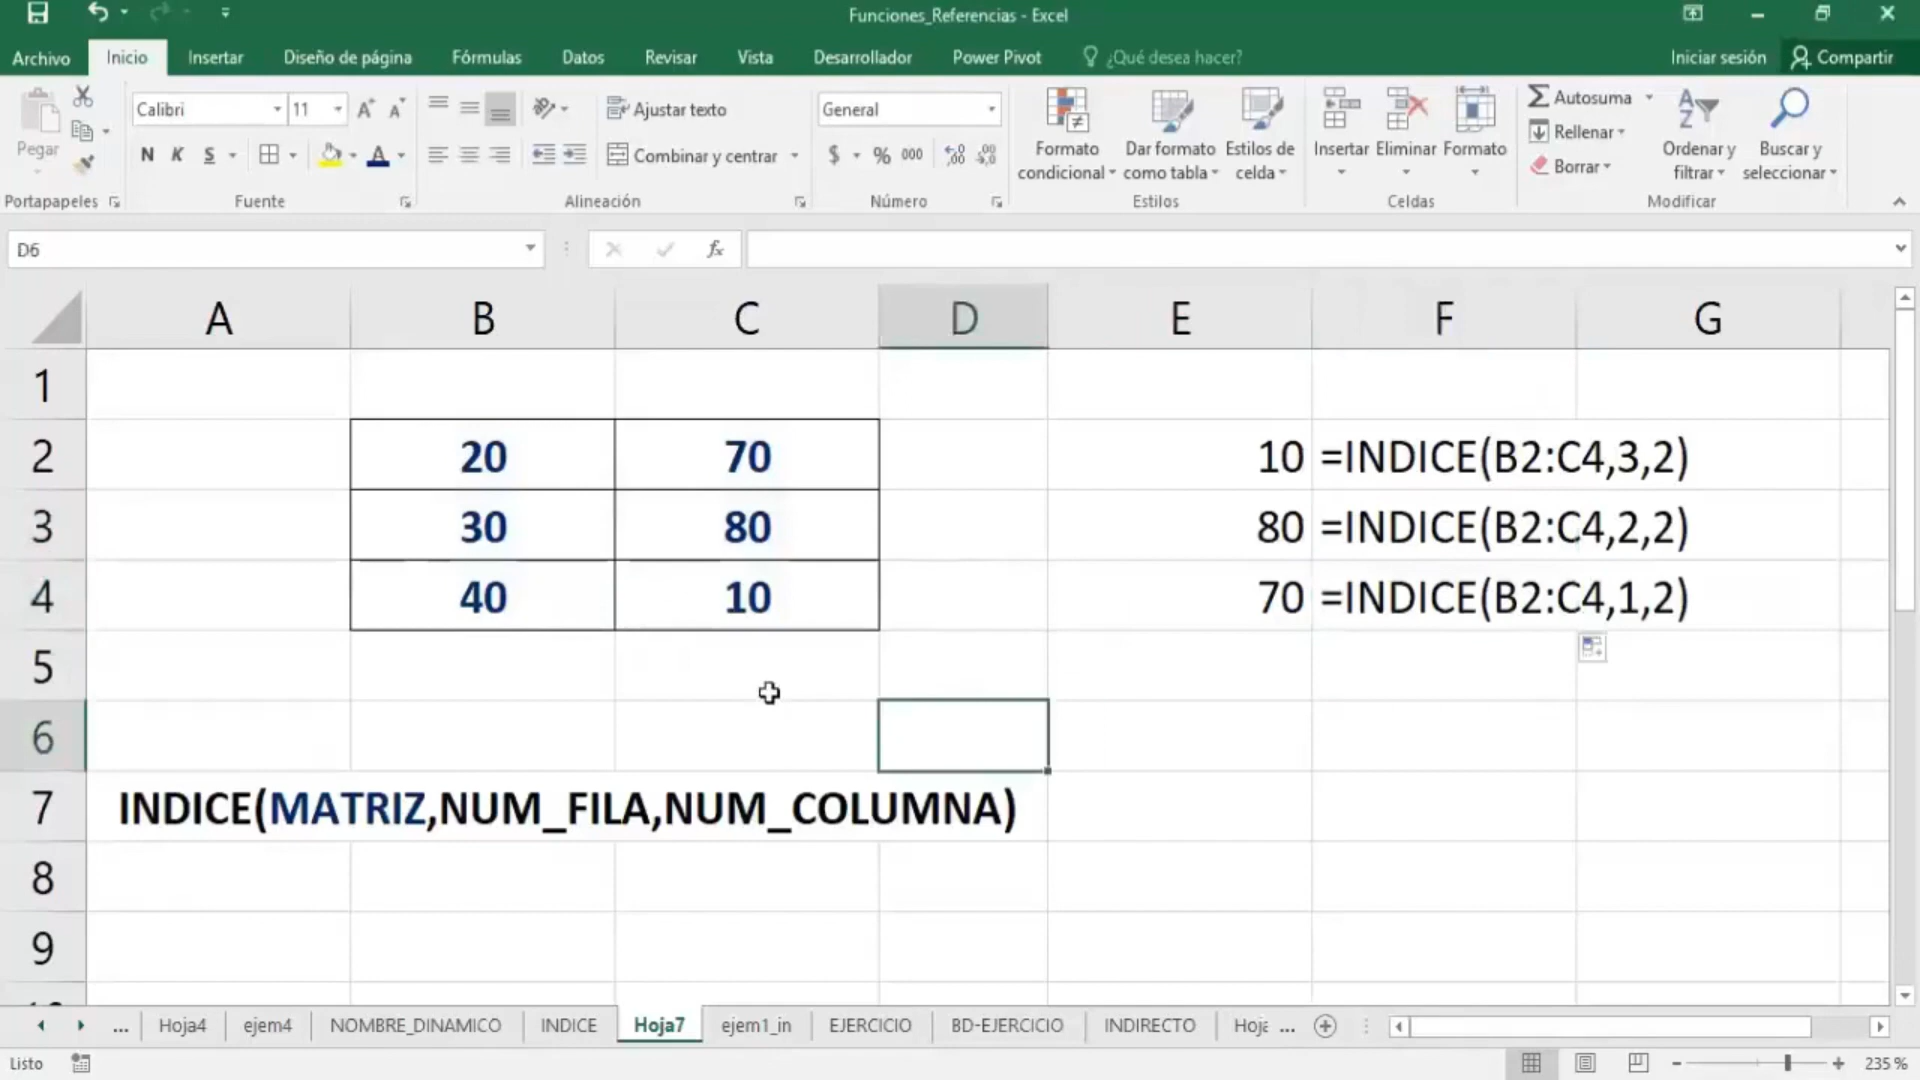 Funciones_Referencias - Excel
Archivo Inicio Insertar Diseño de página Fórmulas Datos Revisar Vista Desarrollador Power Pivot ¿Qué desea hacer? Iniciar sesión Compartir
Pegar
Calibri 11
N K S
Ajustar texto
Combinar y centrar
General
$ % 000
Formato condicional
Dar formato como tabla
Estilos de celda
Insertar Eliminar Formato
Autosuma
Rellenar
Borrar
Ordenar y filtrar
Buscar y seleccionar
Portapapeles Fuente Alineación Número Estilos Celdas Modificar
D6 fx
A B C D E F G
1
2 20 70 10 =INDICE(B2:C4,3,2)
3 30 80 80 =INDICE(B2:C4,2,2)
4 40 10 70 =INDICE(B2:C4,1,2)
5
6
7 INDICE(MATRIZ,NUM_FILA,NUM_COLUMNA)
8
9
... Hoja4 ejem4 NOMBRE_DINAMICO INDICE Hoja7 ejem1_in EJERCICIO BD-EJERCICIO INDIRECTO Hoja ...
Listo 235 %